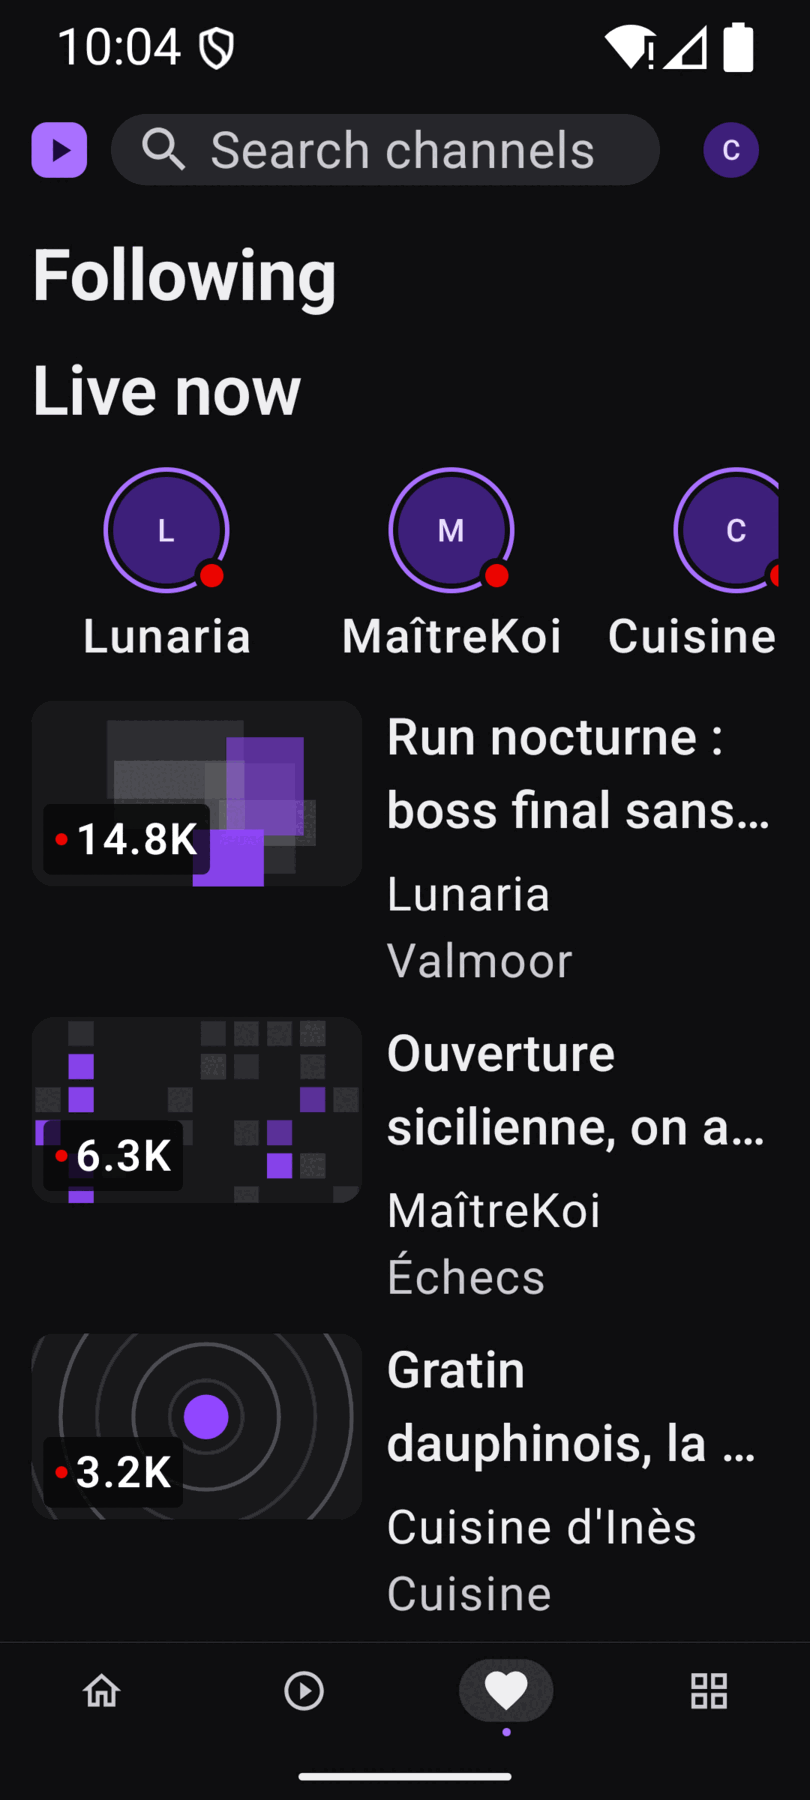 10:04
Search channels
C
Following
Live now
L
M
C
Lunaria
MaîtreKoi
Cuisine
Run nocturne :
boss final sans…
14.8K
Lunaria
Valmoor
Ouverture
sicilienne, on a…
6.3K
MaîtreKoi
Échecs
Gratin
dauphinois, la …
3.2K
Cuisine d'Inès
Cuisine